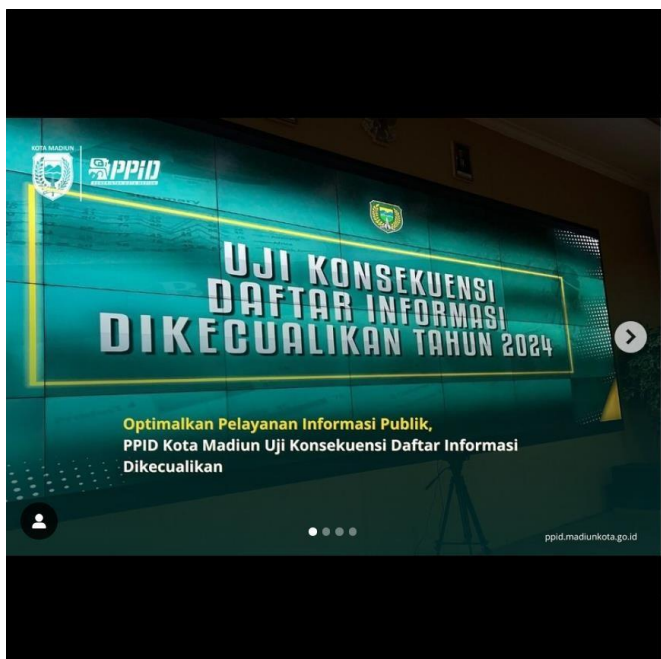 KOTA MADIUN
PPID
UJI KONSEKUENSI
DAFTAR INFORMASI
DIKECUALIKAN TAHUN 2024
Optimalkan Pelayanan Informasi Publik,
PPID Kota Madiun Uji Konsekuensi Daftar Informasi
Dikecualikan
ppid.madiunkota.go.id